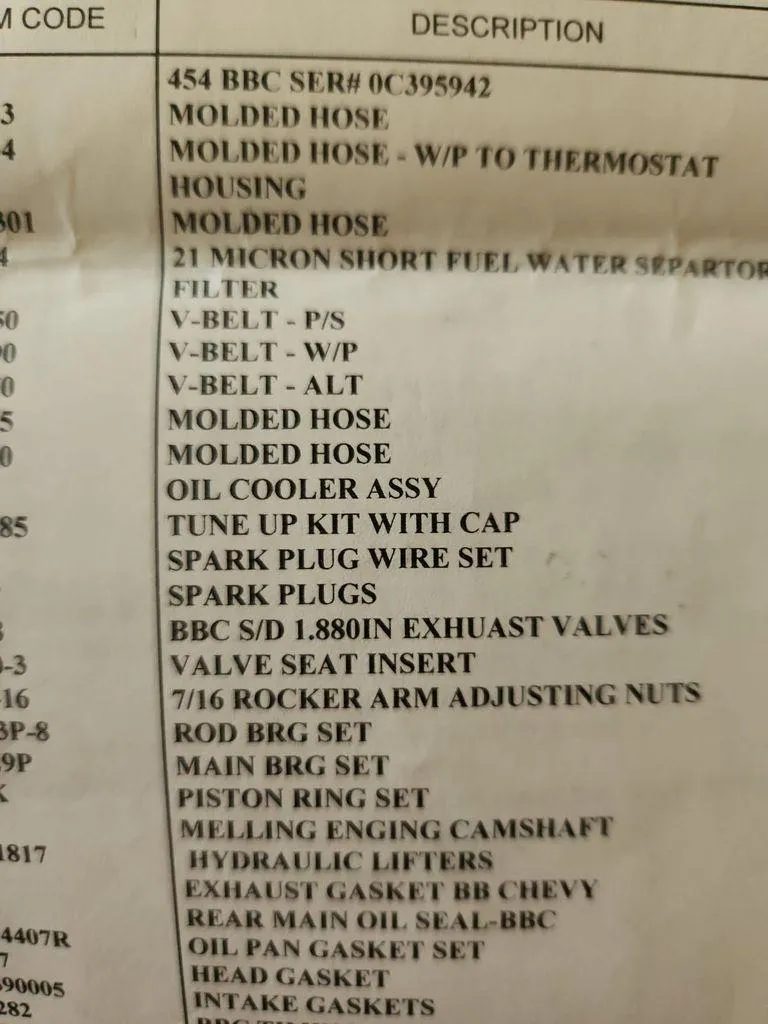 M CODE DESCRIPTION
454 BBC SER# 0C395942
3 MOLDED HOSE
4 MOLDED HOSE - W/P TO THERMOSTAT
HOUSING
301 MOLDED HOSE
4 21 MICRON SHORT FUEL WATER SEPARTOR
FILTER
50 V-BELT - P/S
90 V-BELT - W/P
0 V-BELT - ALT
5 MOLDED HOSE
0 MOLDED HOSE
OIL COOLER ASSY
85 TUNE UP KIT WITH CAP
SPARK PLUG WIRE SET
SPARK PLUGS
BBC S/D 1.880IN EXHUAST VALVES
-3 VALVE SEAT INSERT
-16 7/16 ROCKER ARM ADJUSTING NUTS
3P-8 ROD BRG SET
9P MAIN BRG SET
K PISTON RING SET
MELLING ENGING CAMSHAFT
1817 HYDRAULIC LIFTERS
EXHAUST GASKET BB CHEVY
REAR MAIN OIL SEAL-BBC
4407R OIL PAN GASKET SET
7 HEAD GASKET
590005 INTAKE GASKETS
282